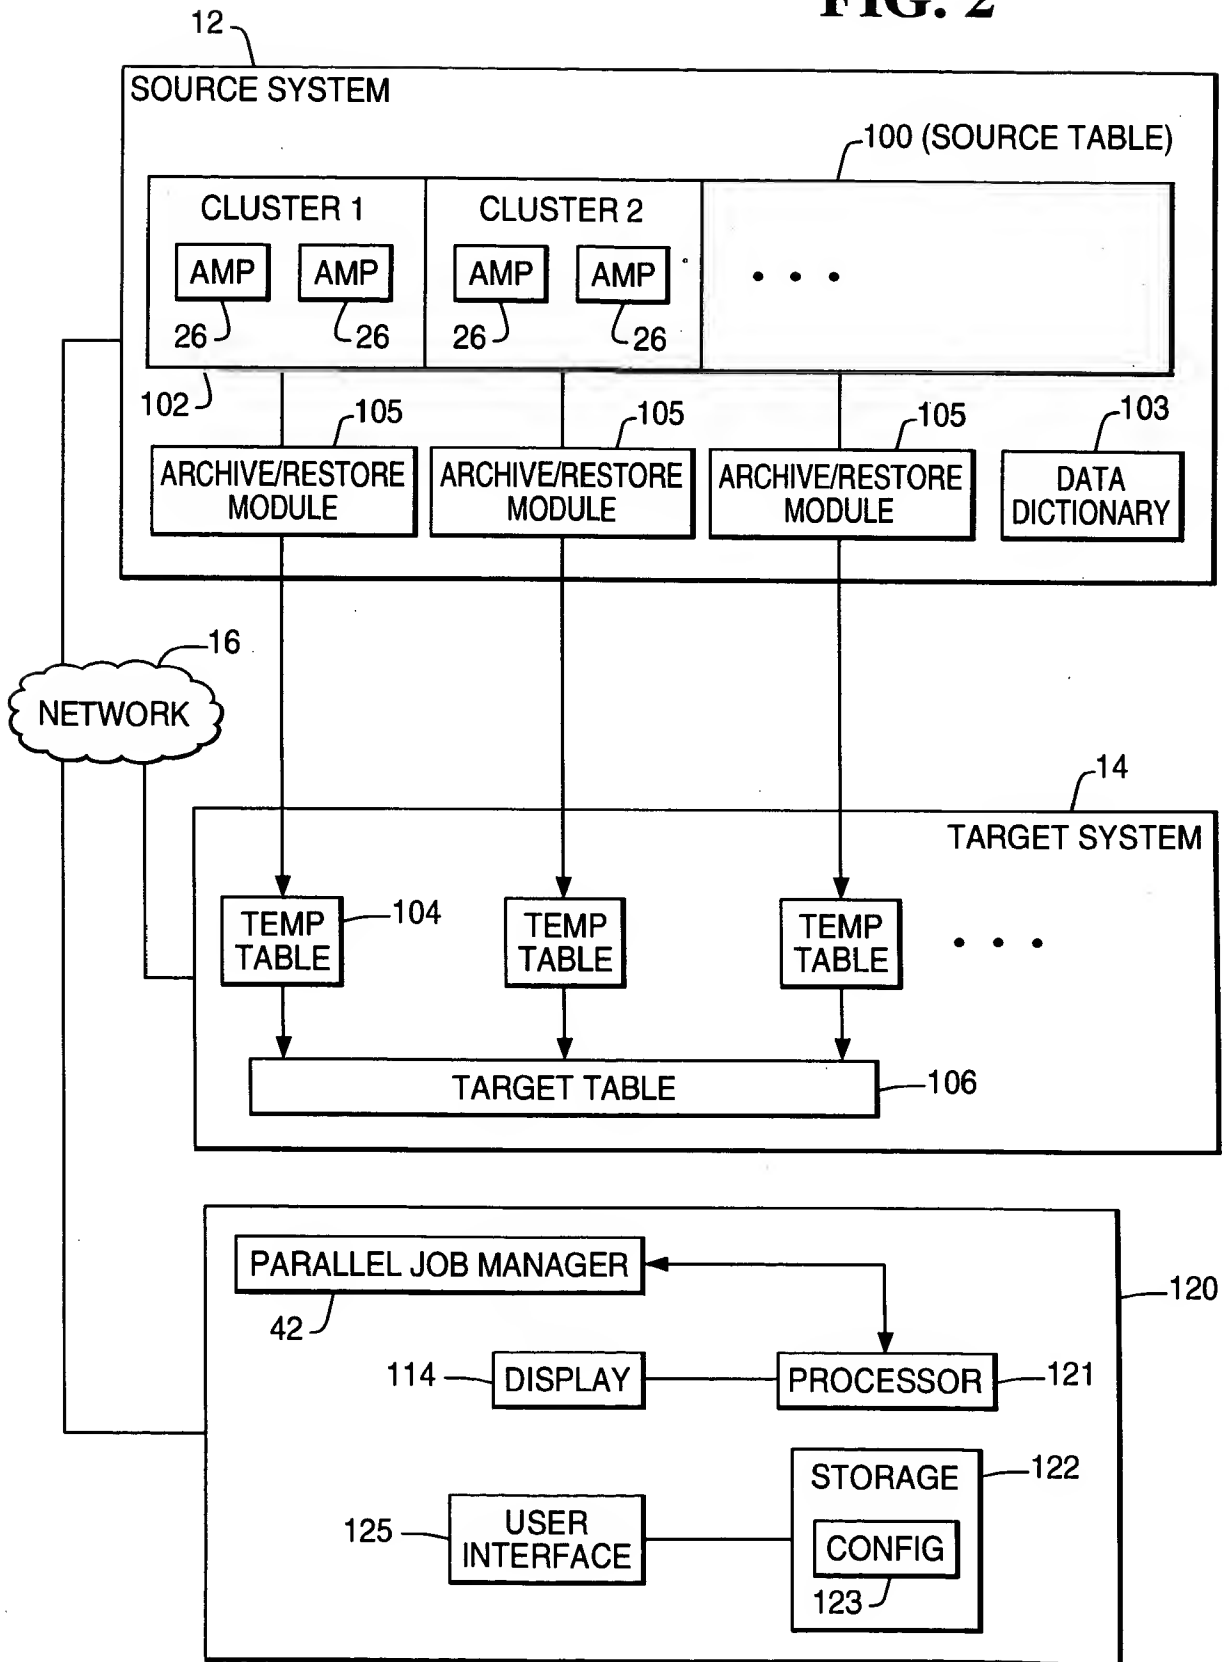 FIG. 2
12
SOURCE SYSTEM
100 (SOURCE TABLE)
CLUSTER 1
CLUSTER 2
AMP
AMP
AMP
AMP
• • •
26
26
26
26
102
105
105
105
103
ARCHIVE/RESTORE
MODULE
ARCHIVE/RESTORE
MODULE
ARCHIVE/RESTORE
MODULE
DATA
DICTIONARY
16
NETWORK
14
TARGET SYSTEM
TEMP
TABLE
104
TEMP
TABLE
TEMP
TABLE
• • •
TARGET TABLE
106
PARALLEL JOB MANAGER
42
120
114
DISPLAY
PROCESSOR
121
STORAGE
122
125
USER
INTERFACE
CONFIG
123